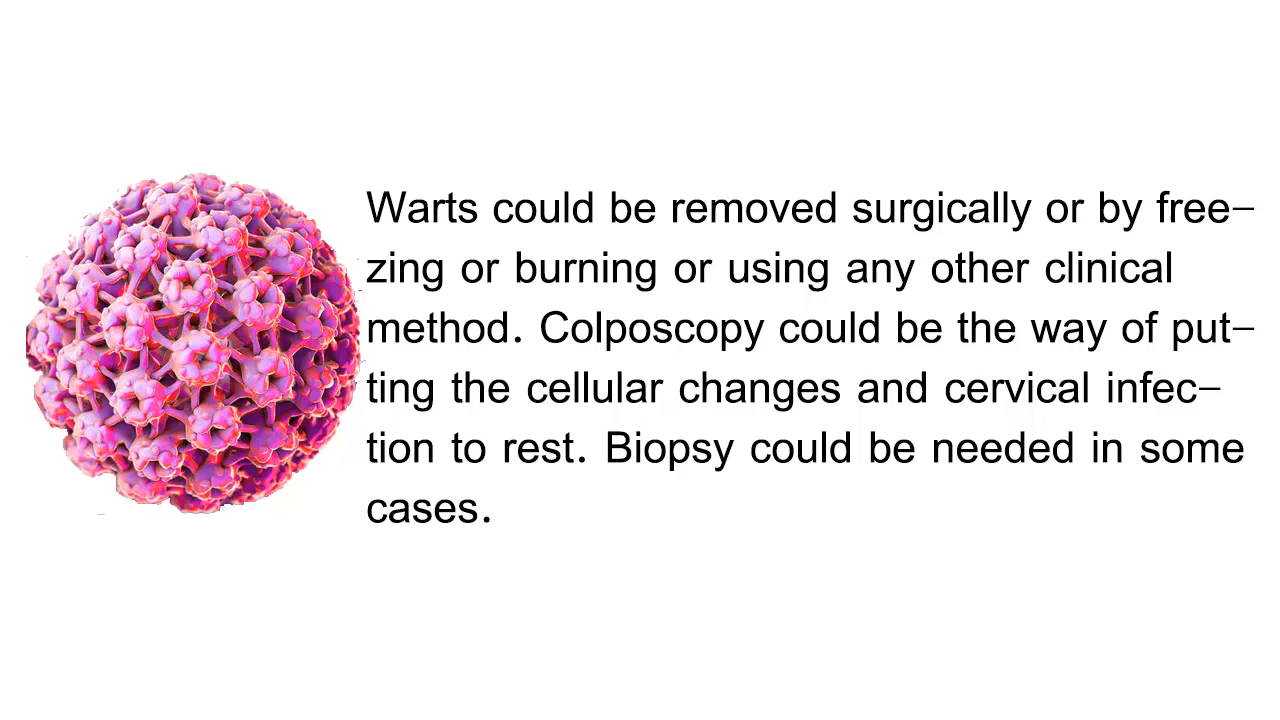 Warts could be removed surgically or by free-
zing or burning or using any other clinical
method. Colposcopy could be the way of put-
ting the cellular changes and cervical infec-
tion to rest. Biopsy could be needed in some
cases.